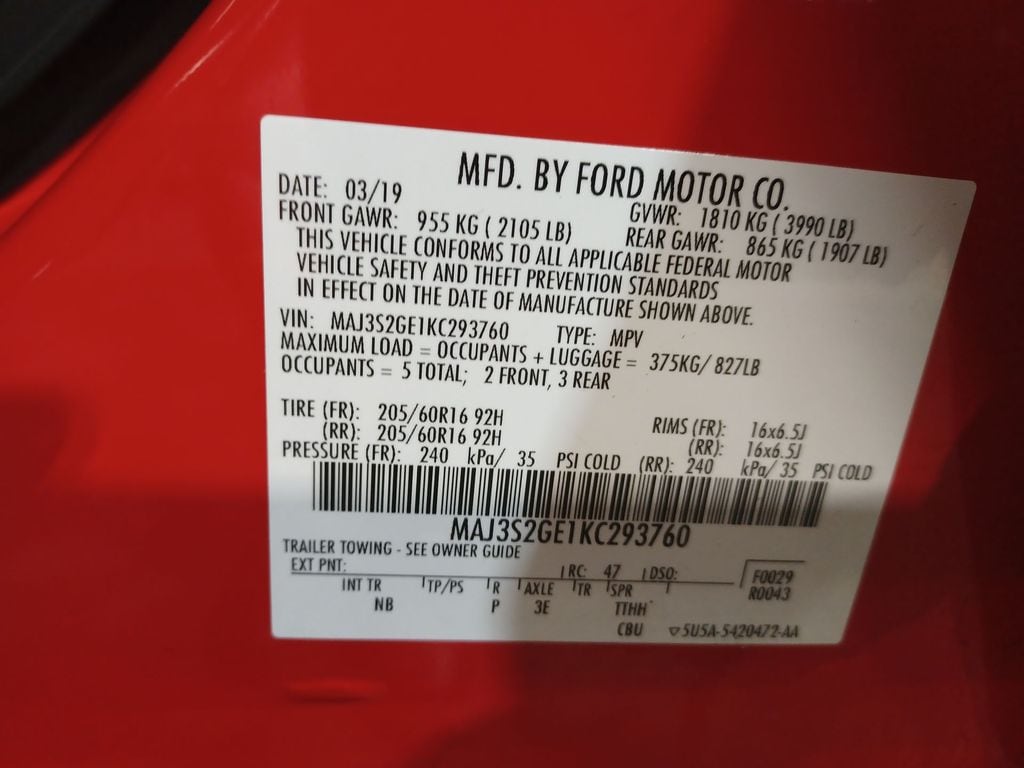 MFD. BY FORD MOTOR CO.
DATE: 03/19 GVWR: 1810 KG ( 3990 LB)
FRONT GAWR: 955 KG ( 2105 LB) REAR GAWR: 865 KG ( 1907 LB)
THIS VEHICLE CONFORMS TO ALL APPLICABLE FEDERAL MOTOR
VEHICLE SAFETY AND THEFT PREVENTION STANDARDS
IN EFFECT ON THE DATE OF MANUFACTURE SHOWN ABOVE.
VIN: MAJ3S2GE1KC293760 TYPE: MPV
MAXIMUM LOAD = OCCUPANTS + LUGGAGE = 375KG/ 827LB
OCCUPANTS = 5 TOTAL; 2 FRONT, 3 REAR
TIRE (FR): 205/60R16 92H RIMS (FR): 16x6.5J
(RR): 205/60R16 92H (RR): 16x6.5J
PRESSURE (FR): 240 kPa/ 35 PSI COLD (RR): 240 kPa/ 35 PSI COLD
MAJ3S2GE1KC293760
TRAILER TOWING - SEE OWNER GUIDE
EXT PNT: RC: 47 DSO: F0029
INT TR TP/PS R AXLE TR SPR R0043
NB P 3E TTHH
CBU ▽5U5A-5420472-AA